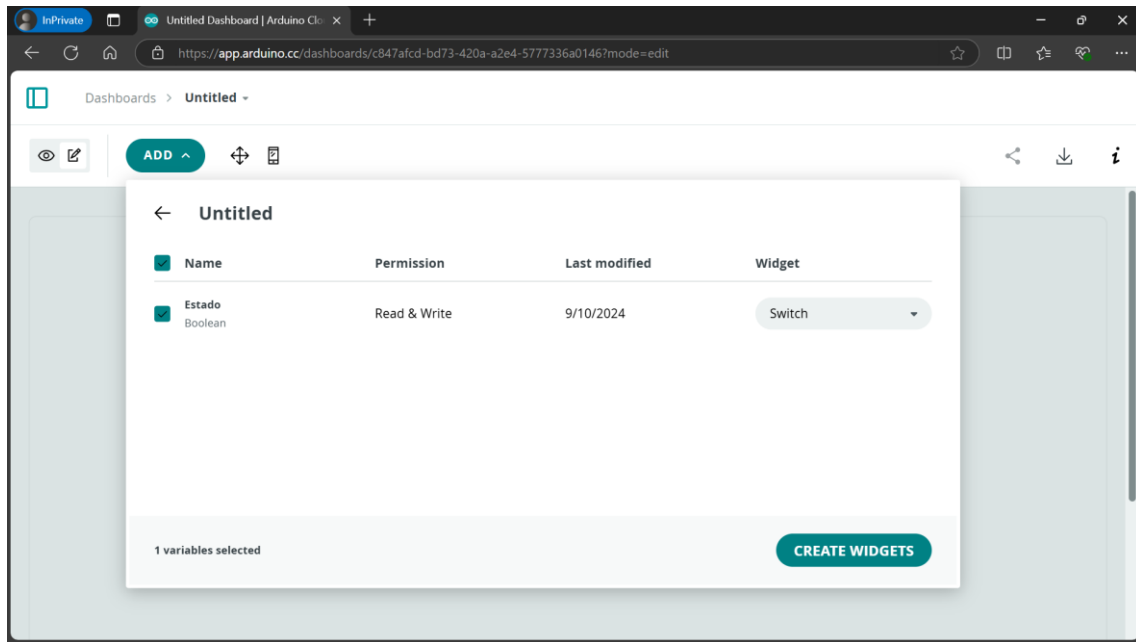 InPrivate
Untitled Dashboard | Arduino Clo
https://app.arduino.cc/dashboards/c847afcd-bd73-420a-a2e4-5777336a0146?mode=edit
Dashboards > Untitled
ADD
i
Untitled
Name Permission Last modified Widget
Estado
Boolean
Read & Write 9/10/2024 Switch
1 variables selected
CREATE WIDGETS